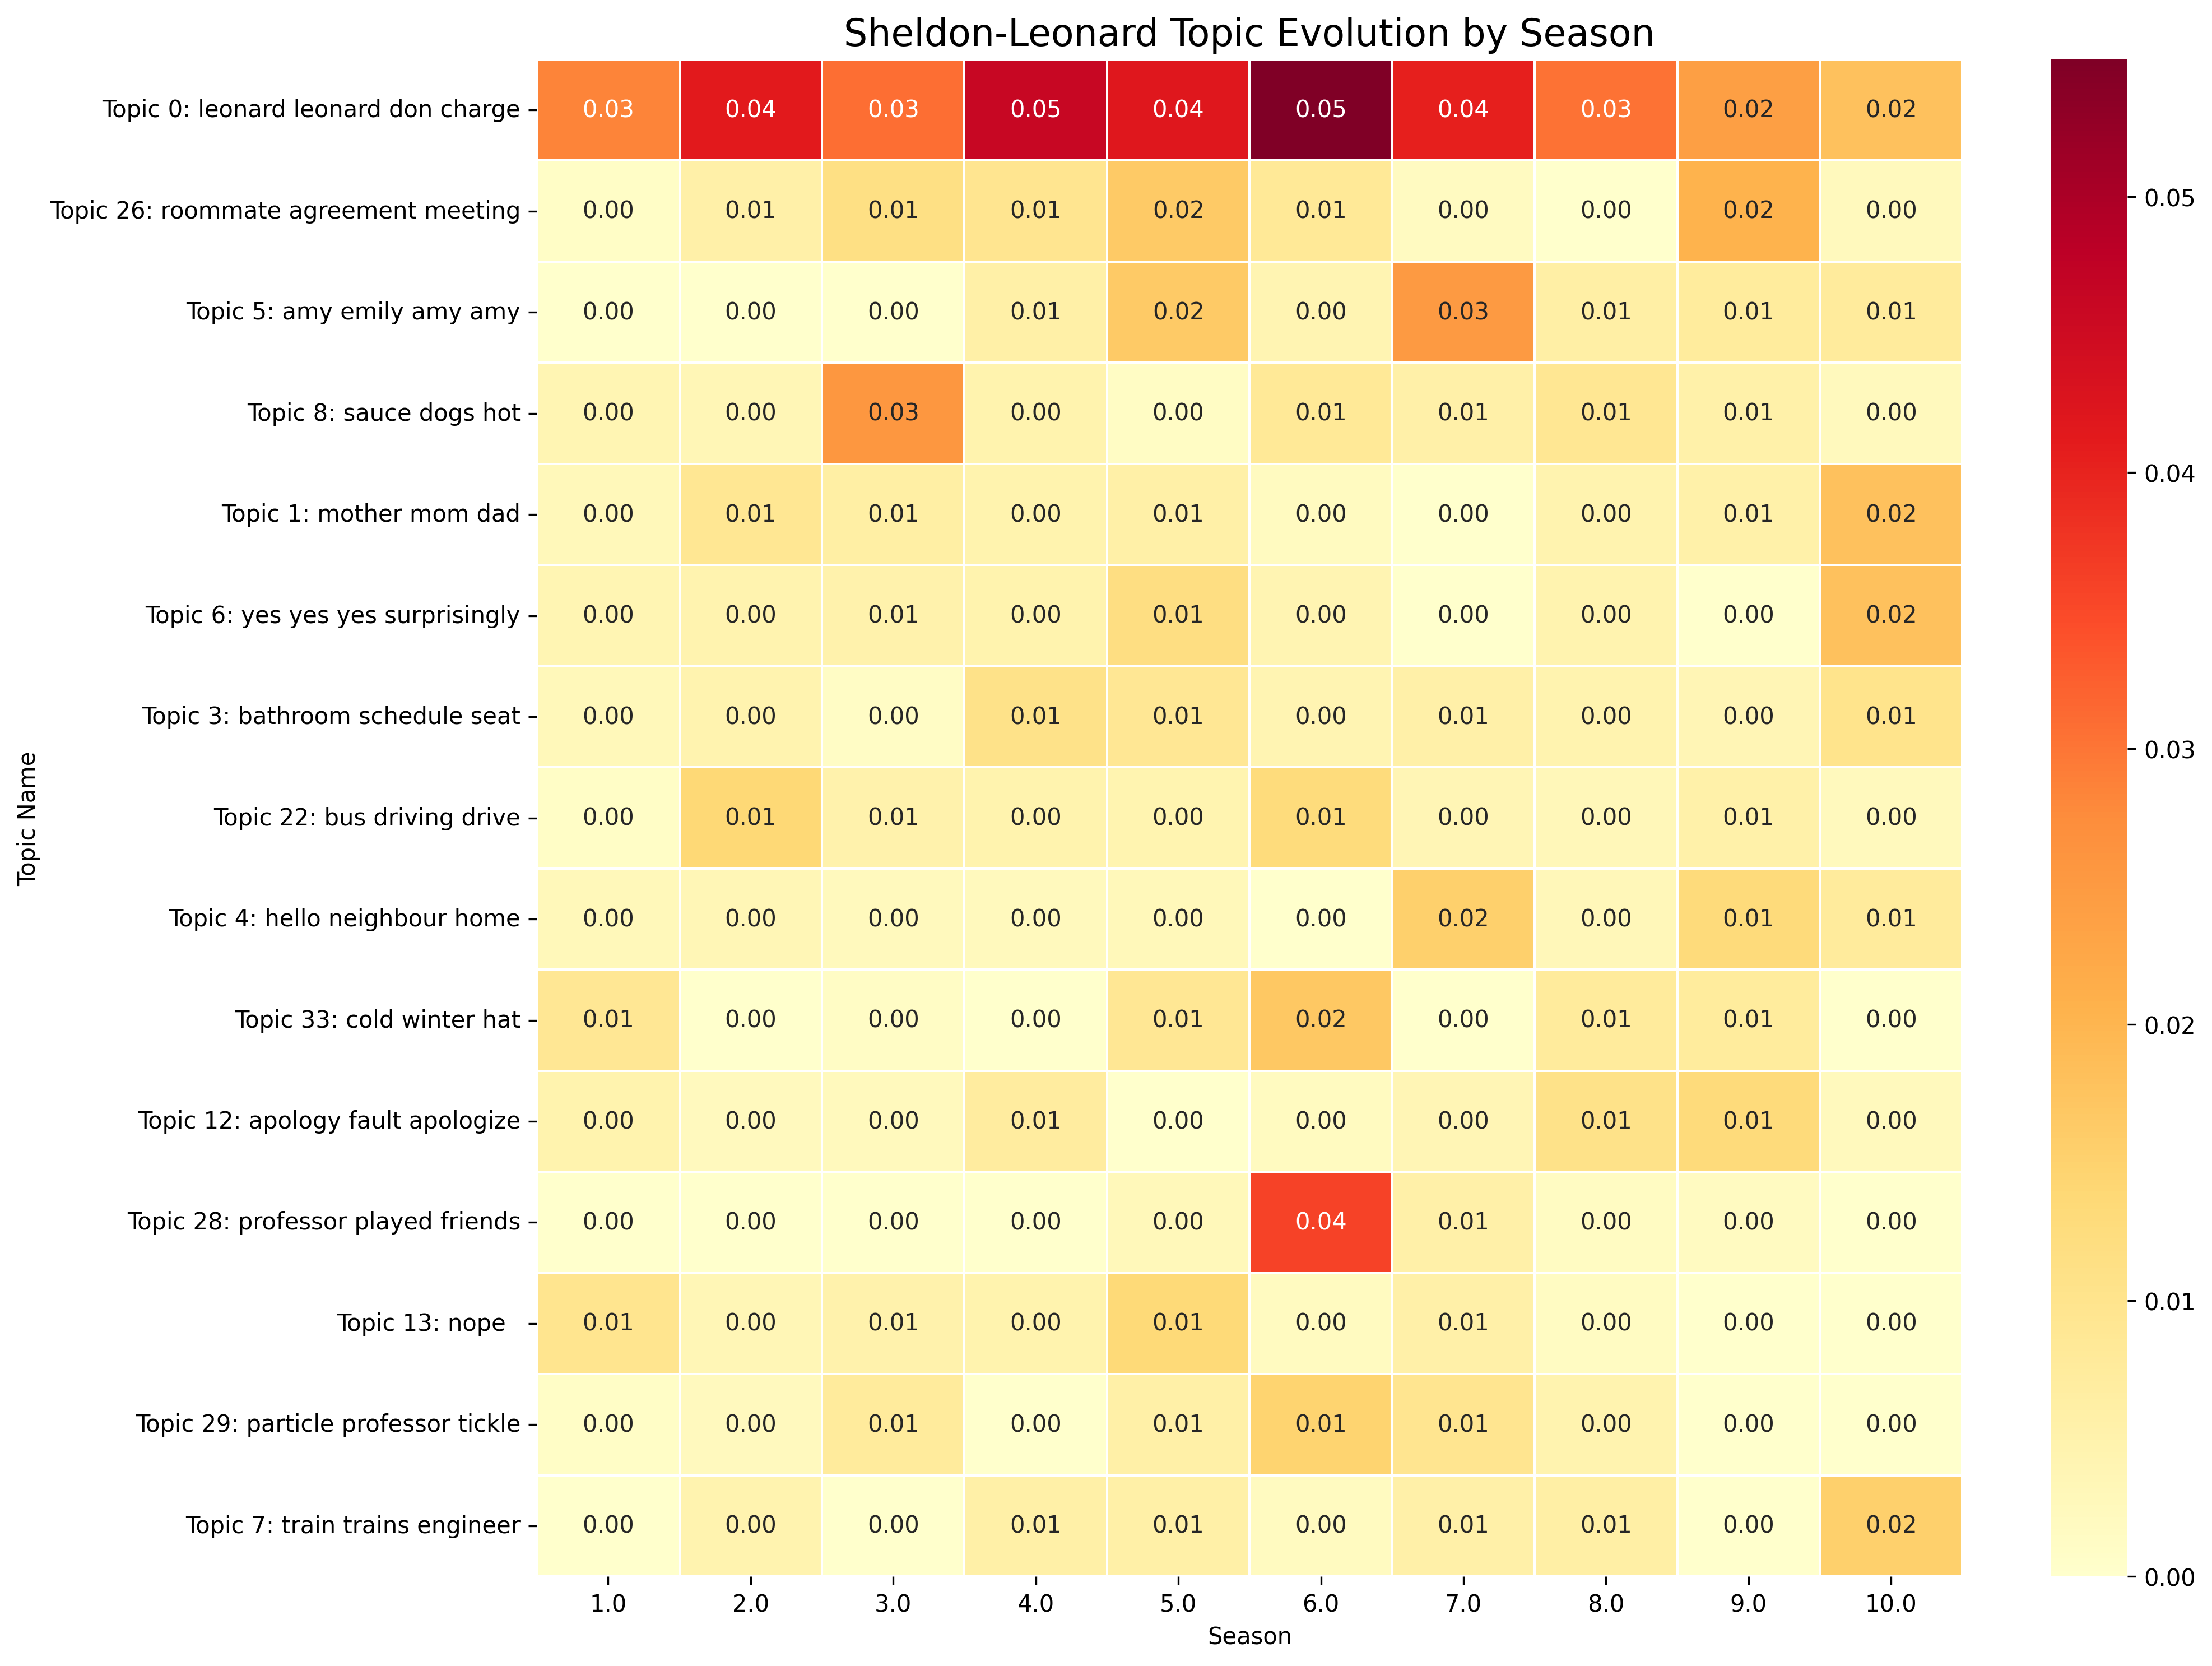 Sheldon-Leonard Topic Evolution by Season
Topic 0: leonard leonard don charge 0.03 0.04 0.03 0.05 0.04 0.05 0.04 0.03 0.02 0.02
Topic 26: roommate agreement meeting 0.00 0.01 0.01 0.01 0.02 0.01 0.00 0.00 0.02 0.00
Topic 5: amy emily amy amy 0.00 0.00 0.00 0.01 0.02 0.00 0.03 0.01 0.01 0.01
Topic 8: sauce dogs hot 0.00 0.00 0.03 0.00 0.00 0.01 0.01 0.01 0.01 0.00
Topic 1: mother mom dad 0.00 0.01 0.01 0.00 0.01 0.00 0.00 0.00 0.01 0.02
Topic 6: yes yes yes surprisingly 0.00 0.00 0.01 0.00 0.01 0.00 0.00 0.00 0.00 0.02
Topic 3: bathroom schedule seat 0.00 0.00 0.00 0.01 0.01 0.00 0.01 0.00 0.00 0.01
Topic 22: bus driving drive 0.00 0.01 0.01 0.00 0.00 0.01 0.00 0.00 0.01 0.00
Topic 4: hello neighbour home 0.00 0.00 0.00 0.00 0.00 0.00 0.02 0.00 0.01 0.01
Topic 33: cold winter hat 0.01 0.00 0.00 0.00 0.01 0.02 0.00 0.01 0.01 0.00
Topic 12: apology fault apologize 0.00 0.00 0.00 0.01 0.00 0.00 0.00 0.01 0.01 0.00
Topic 28: professor played friends 0.00 0.00 0.00 0.00 0.00 0.04 0.01 0.00 0.00 0.00
Topic 13: nope 0.01 0.00 0.01 0.00 0.01 0.00 0.01 0.00 0.00 0.00
Topic 29: particle professor tickle 0.00 0.00 0.01 0.00 0.01 0.01 0.01 0.00 0.00 0.00
Topic 7: train trains engineer 0.00 0.00 0.00 0.01 0.01 0.00 0.01 0.01 0.00 0.02
1.0 2.0 3.0 4.0 5.0 6.0 7.0 8.0 9.0 10.0
Season
Topic Name
0.05
0.04
0.03
0.02
0.01
0.00